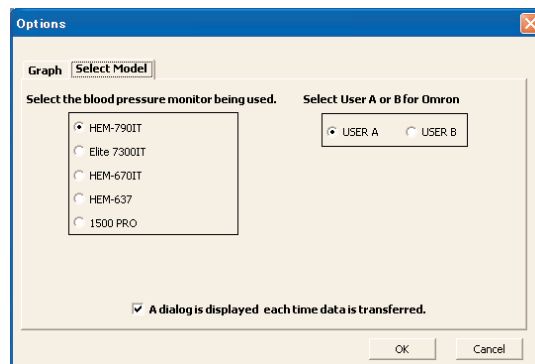 Options
Graph
Select Model
Select the blood pressure monitor being used.
Select User A or B for Omron
HEM-790IT
USER A
USER B
Elite 7300IT
HEM-670IT
HEM-637
1500 PRO
A dialog is displayed each time data is transferred.
OK
Cancel